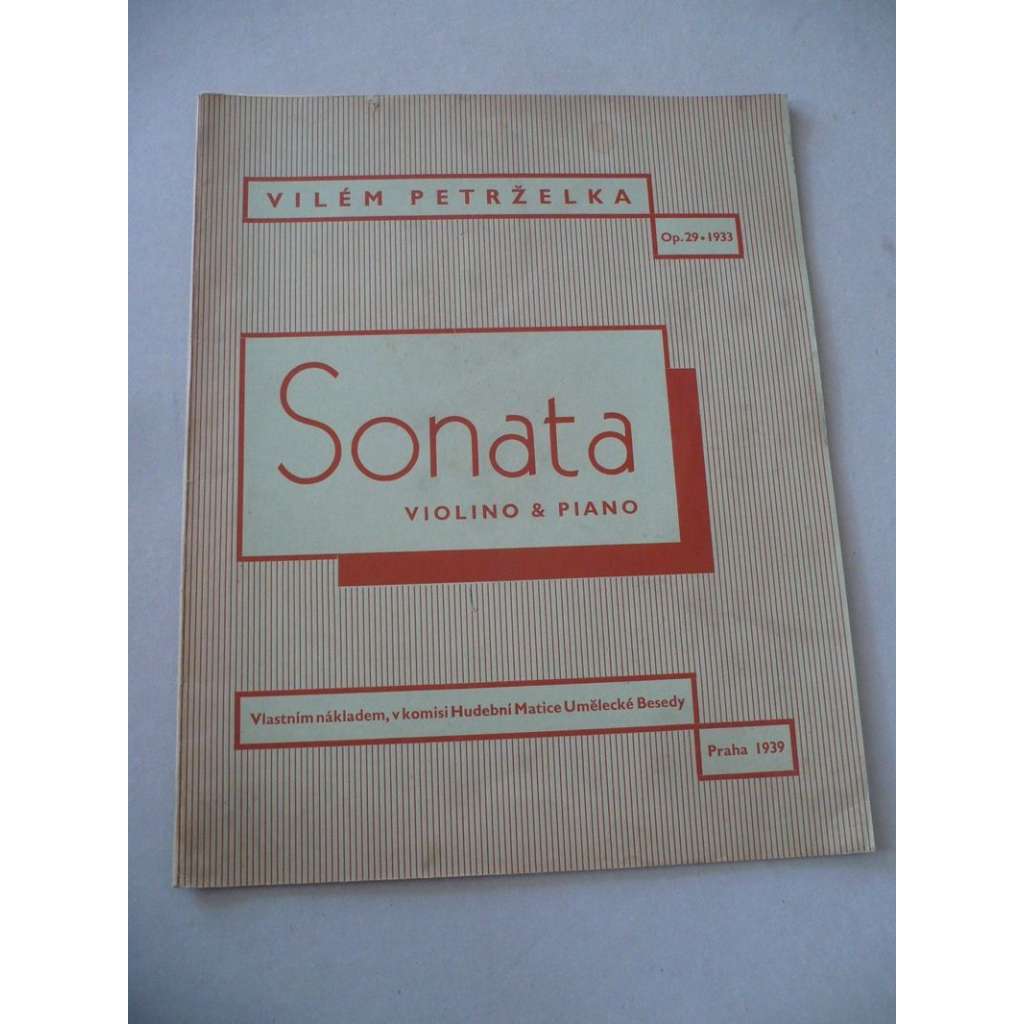 VILÉM PETRŽELKA
Op. 29 • 1933
Sonata
VIOLINO & PIANO
Vlastním nákladem, v komisi Hudební Matice Umělecké Besedy
Praha 1939